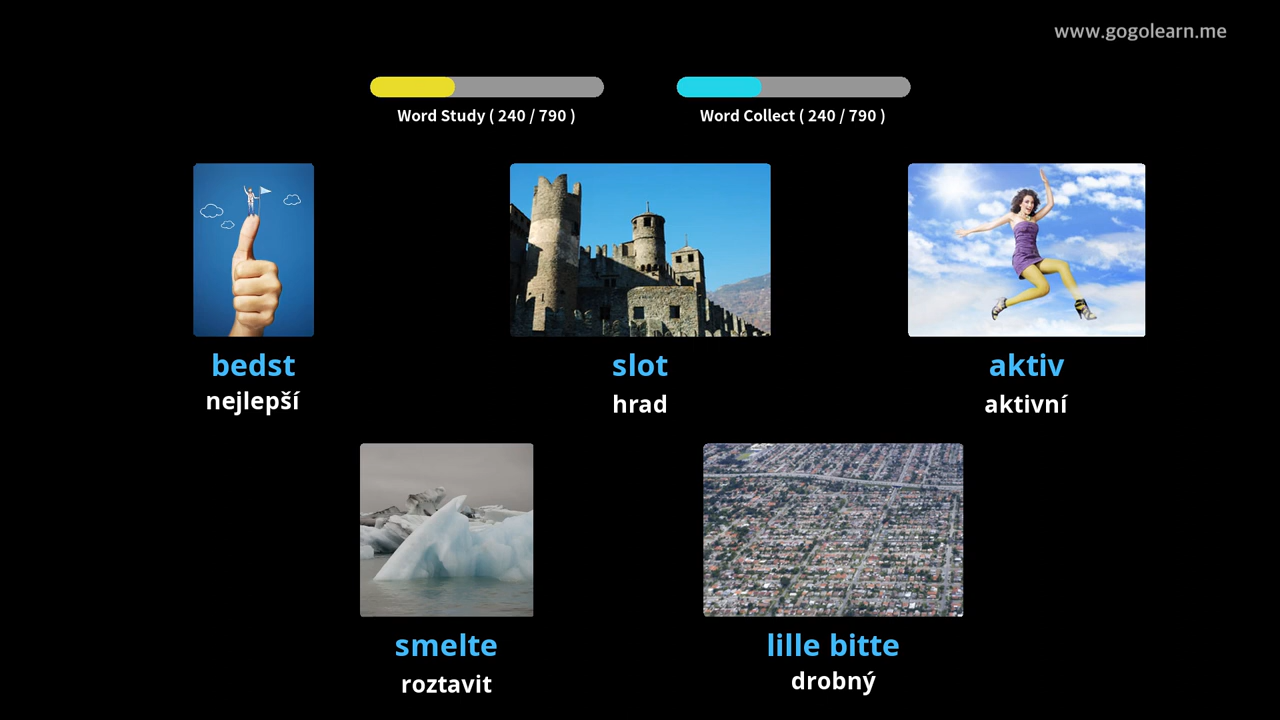 www.gogolearn.me
Word Study ( 240 / 790 )
Word Collect ( 240 / 790 )
bedst
nejlepší
slot
hrad
aktiv
aktivní
smelte
roztavit
lille bitte
drobný